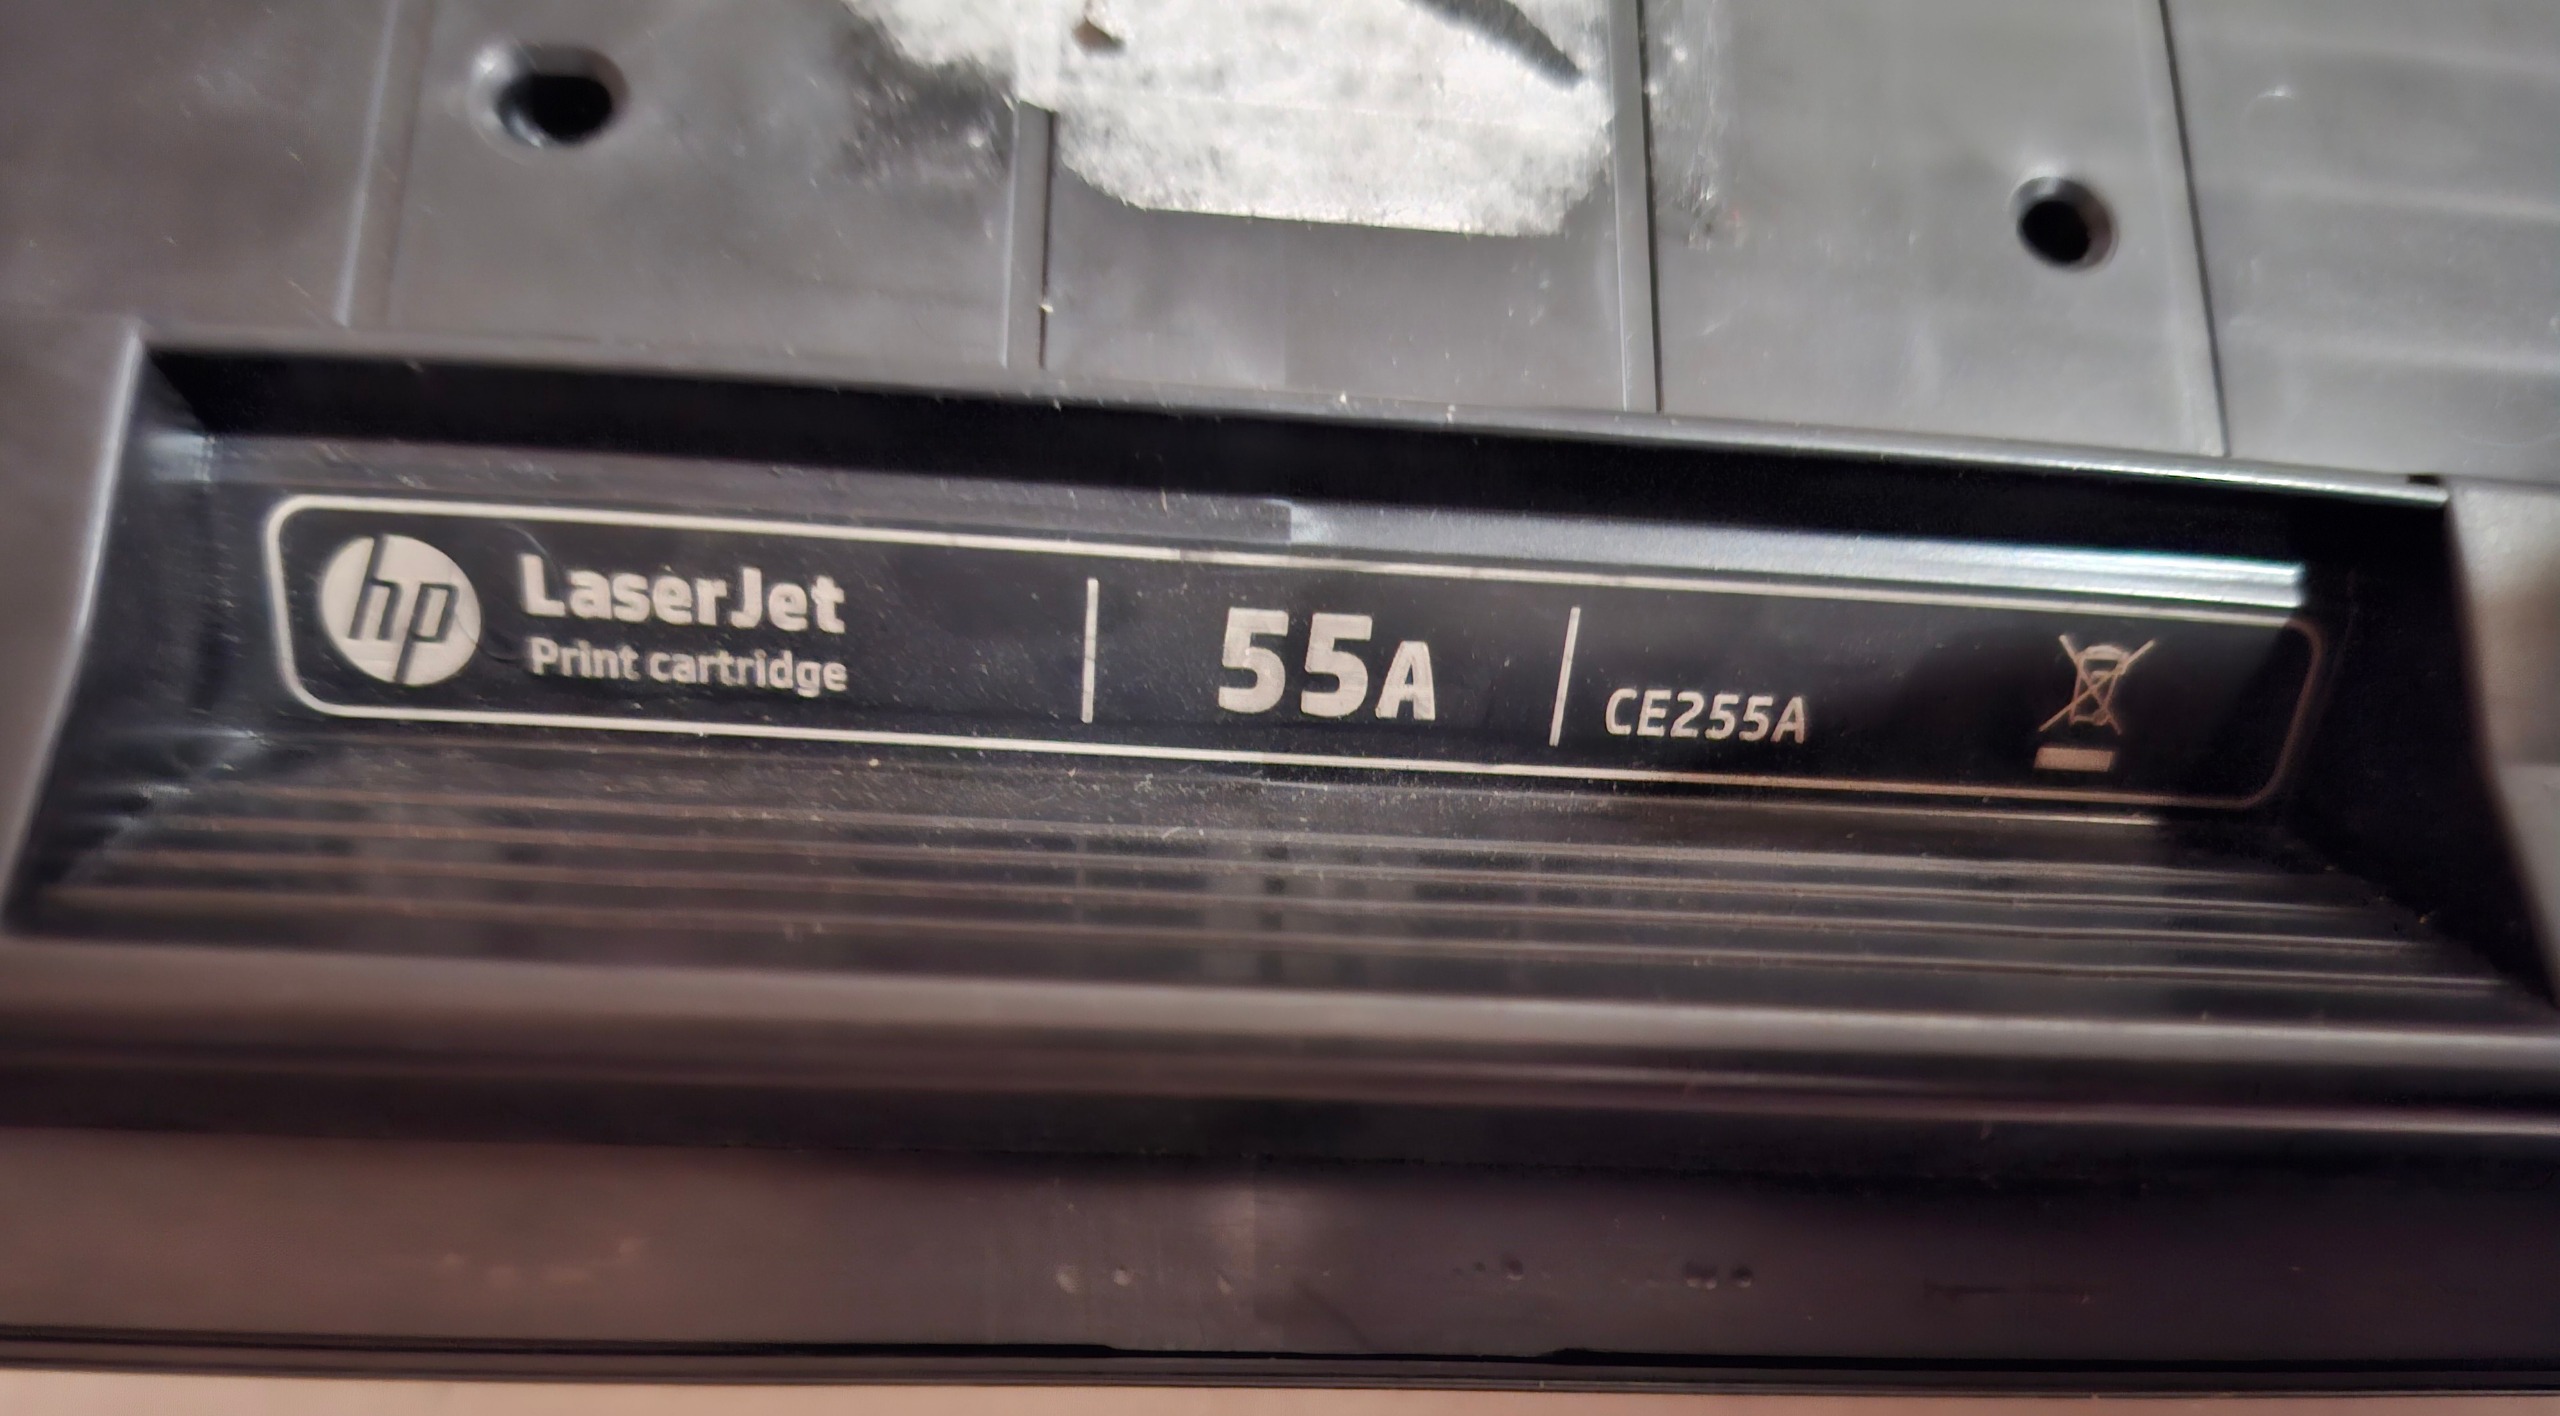 hp LaserJet
Print cartridge
55A
CE255A